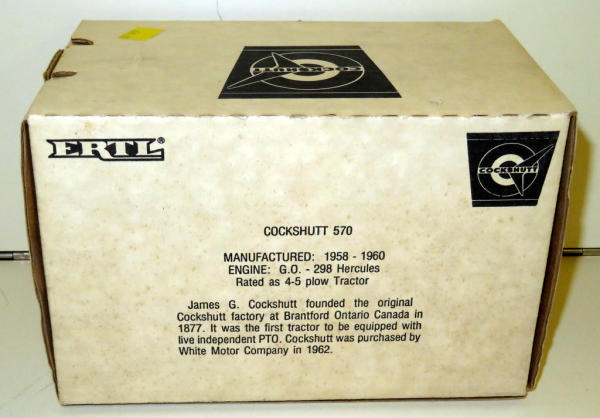 COCKSHUTT
ERTL®
COCKSHUTT
COCKSHUTT 570
MANUFACTURED: 1958 - 1960
ENGINE: G.O. - 298 Hercules
Rated as 4-5 plow Tractor
James G. Cockshutt founded the original
Cockshutt factory at Brantford Ontario Canada in
1877. It was the first tractor to be equipped with
live independent PTO. Cockshutt was purchased by
White Motor Company in 1962.